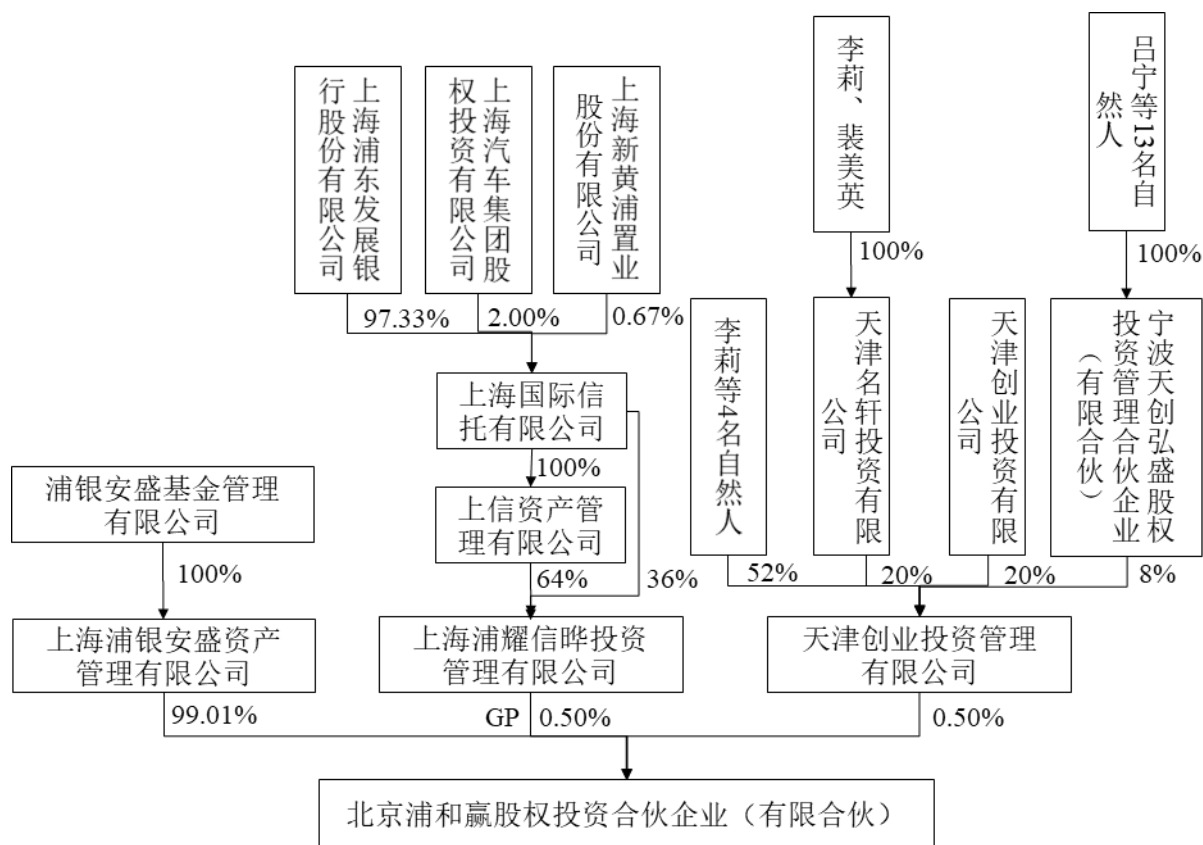 上海浦东发展银
行股份有限公司
上海汽车集团股
权投资有限公司
上海新黄浦置业
股份有限公司
李莉、裴美英
吕宁等13名自
然人
100%
100%
97.33%
2.00%
0.67%
李莉等4名自然人
天津名轩投资有限
公司
天津创业投资有限
公司
宁波天创弘盛股权
投资管理合伙企业
（有限合伙）
上海国际信
托有限公司
100%
浦银安盛基金管理
有限公司
上信资产管
理有限公司
100%
64%
36%
52%
20%
20%
8%
上海浦银安盛资产
管理有限公司
上海浦耀信晔投资
管理有限公司
天津创业投资管理
有限公司
99.01%
GP
0.50%
0.50%
北京浦和赢股权投资合伙企业（有限合伙）